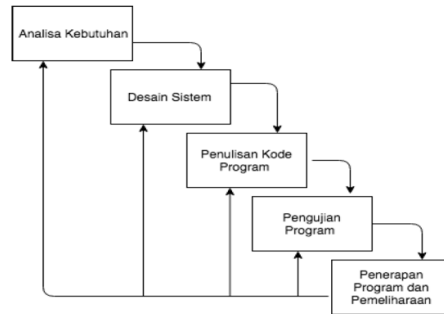 Analisa Kebutuhan
Desain Sistem
Penulisan Kode
Program
Pengujian
Program
Penerapan
Program dan
Pemeliharaan